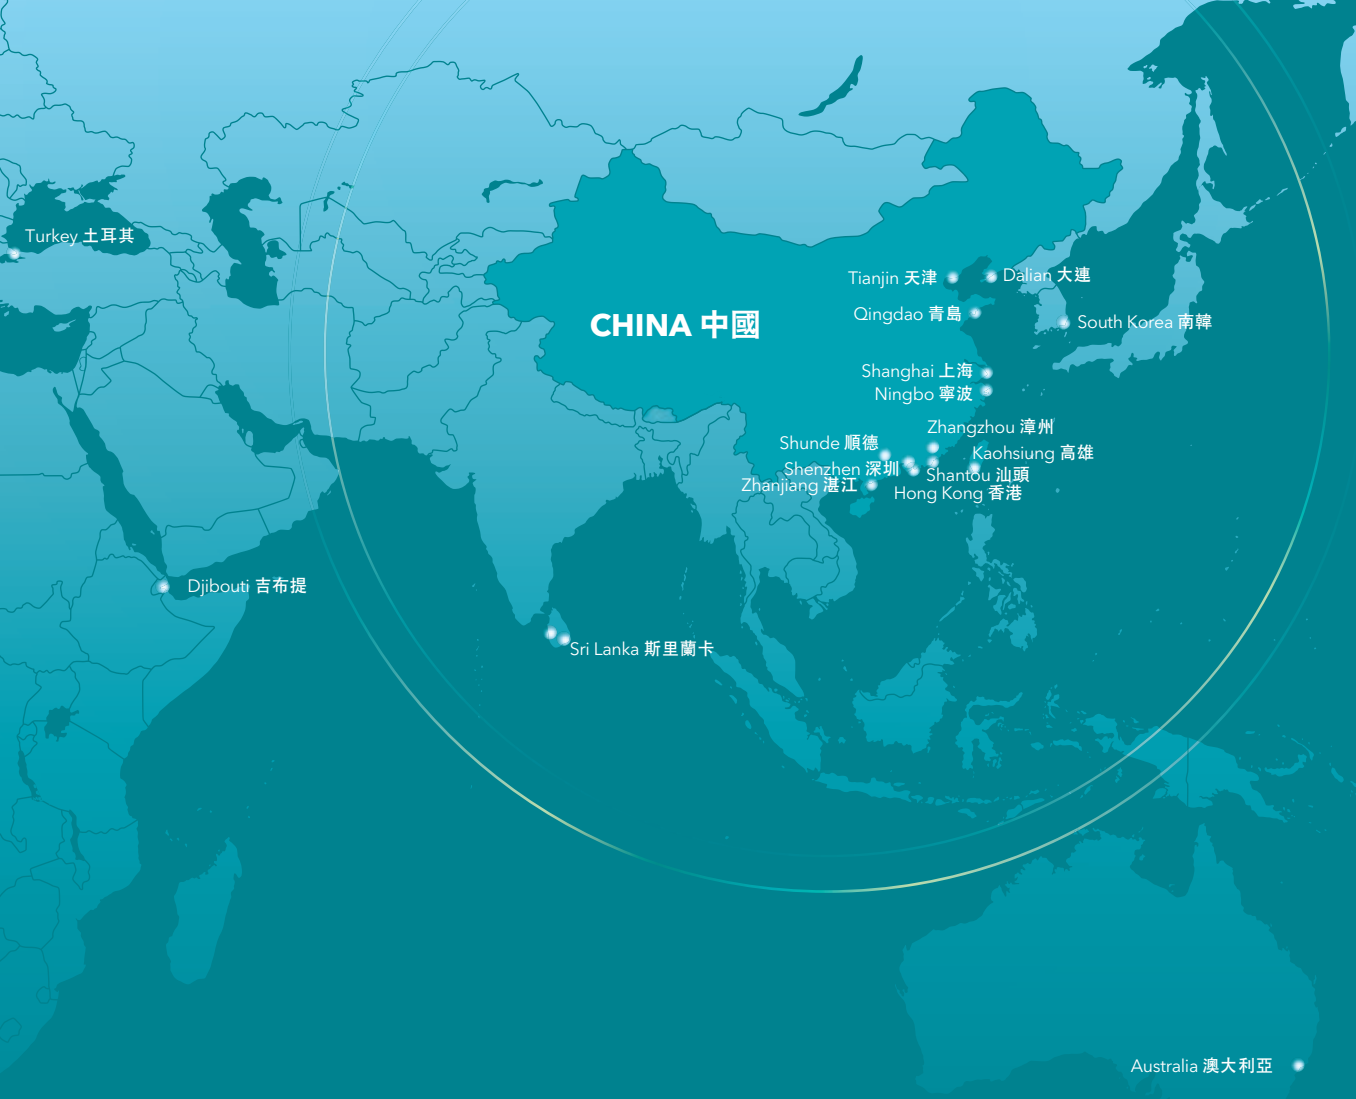 Turkey 土耳其
Tianjin 天津
Dalian 大連
Qingdao 青島
South Korea 南韓
CHINA 中國
Shanghai 上海
Ningbo 寧波
Zhangzhou 漳州
Shunde 順德
Kaohsiung 高雄
Shenzhen 深圳
Shantou 汕頭
Zhanjiang 湛江
Hong Kong 香港
Djibouti 吉布提
Sri Lanka 斯里蘭卡
Australia 澳大利亞